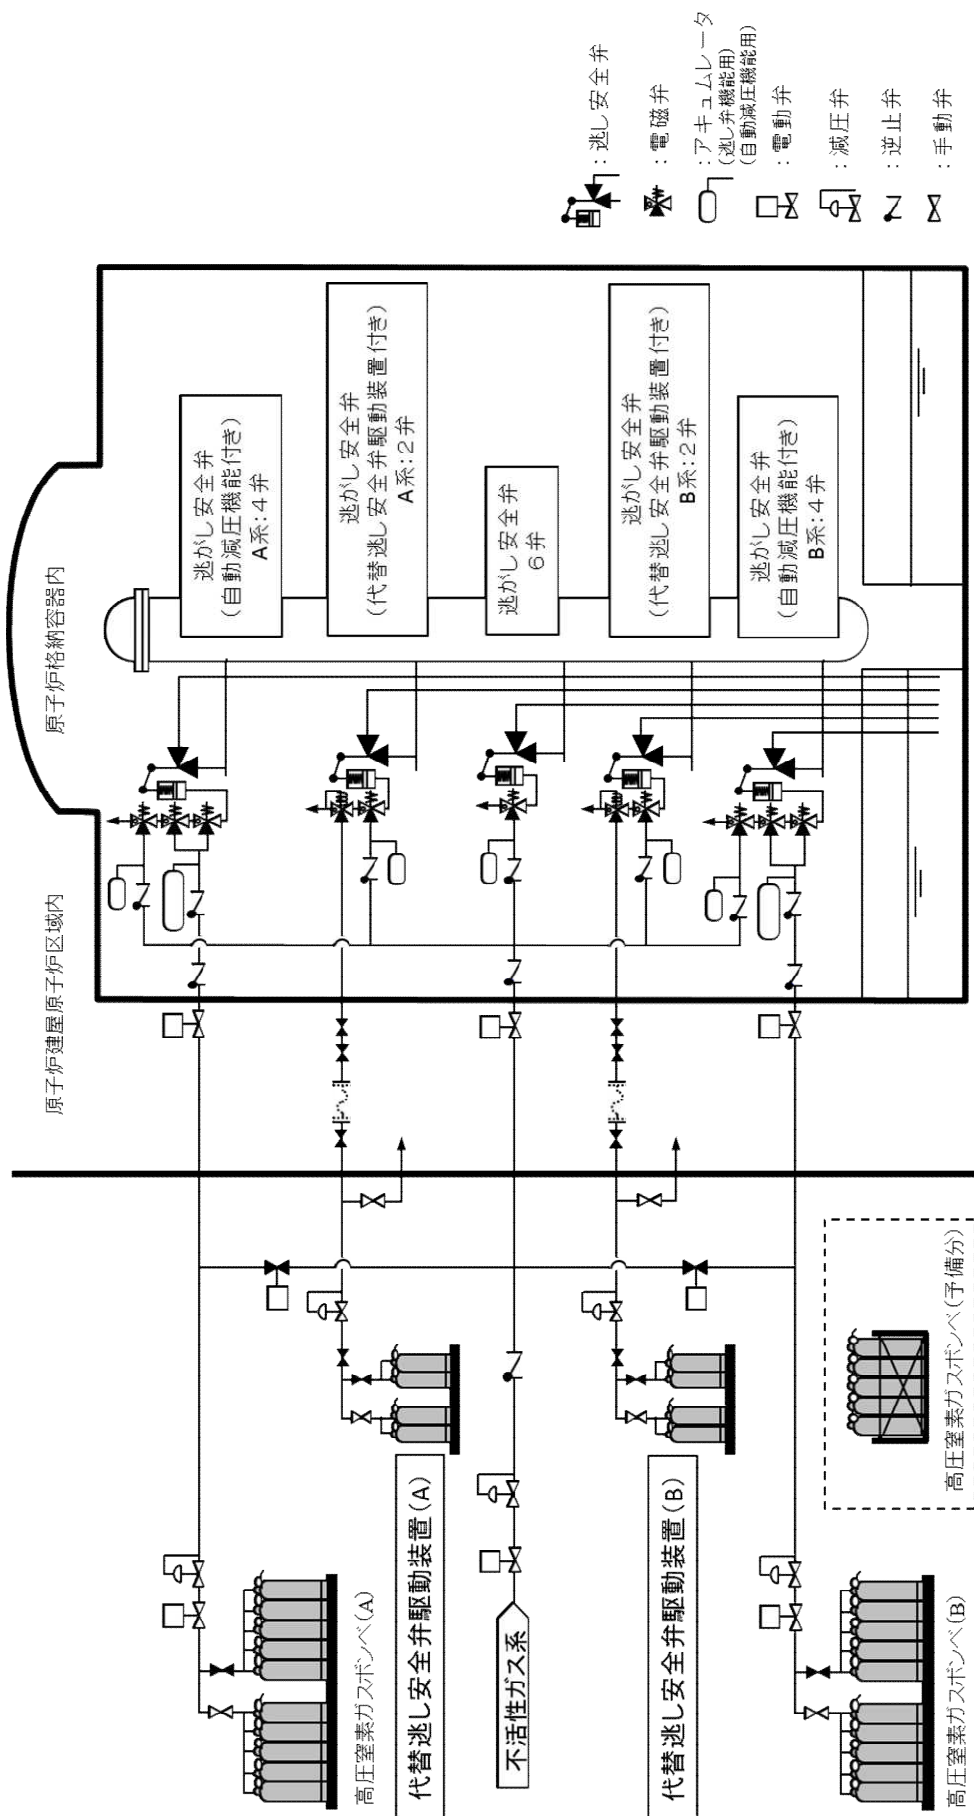 原子炉格納容器内
原子炉建屋原子炉区域内
逃がし安全弁
(自動減圧機能付き)
A系:4弁
逃がし安全弁
(代替逃し安全弁駆動装置付き)
A系:2弁
逃がし安全弁
6弁
逃がし安全弁
(代替逃し安全弁駆動装置付き)
B系:2弁
逃がし安全弁
(自動減圧機能付き)
B系:4弁
:逃し安全弁
:電磁弁
:アキュムレータ
(逃し弁機能用)
(自動減圧機能用)
:電動弁
:減圧弁
:逆止弁
:手動弁
高圧窒素ガスボンベ(A)
代替逃し安全弁駆動装置(A)
不活性ガス系
代替逃し安全弁駆動装置(B)
高圧窒素ガスボンベ(B)
高圧窒素ガスボンベ(予備分)